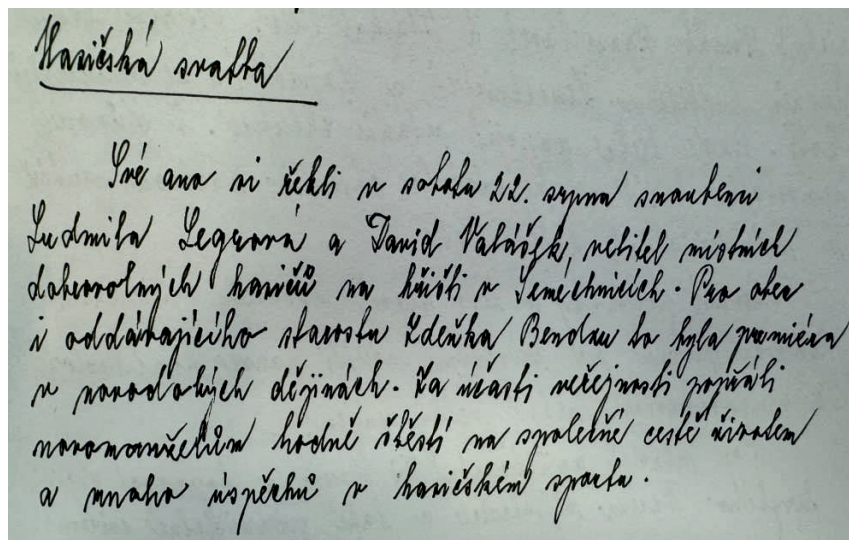 Hasičská svatba
Své ano si řekli v sobotu 22. srpna snoubenci
Ludmila a David Valášek, velitel místních
dobrovolných hasičů na hřišti v Semechnicích. Pro obec
i oddávajícího starostu Zdeňka Bendu to byla premiéra
v novodobých dějinách. Za účasti veřejnosti popřáli
novomanželům hodně štěstí na společné cestě životem
a mnoho úspěchů v hasičském sportu.